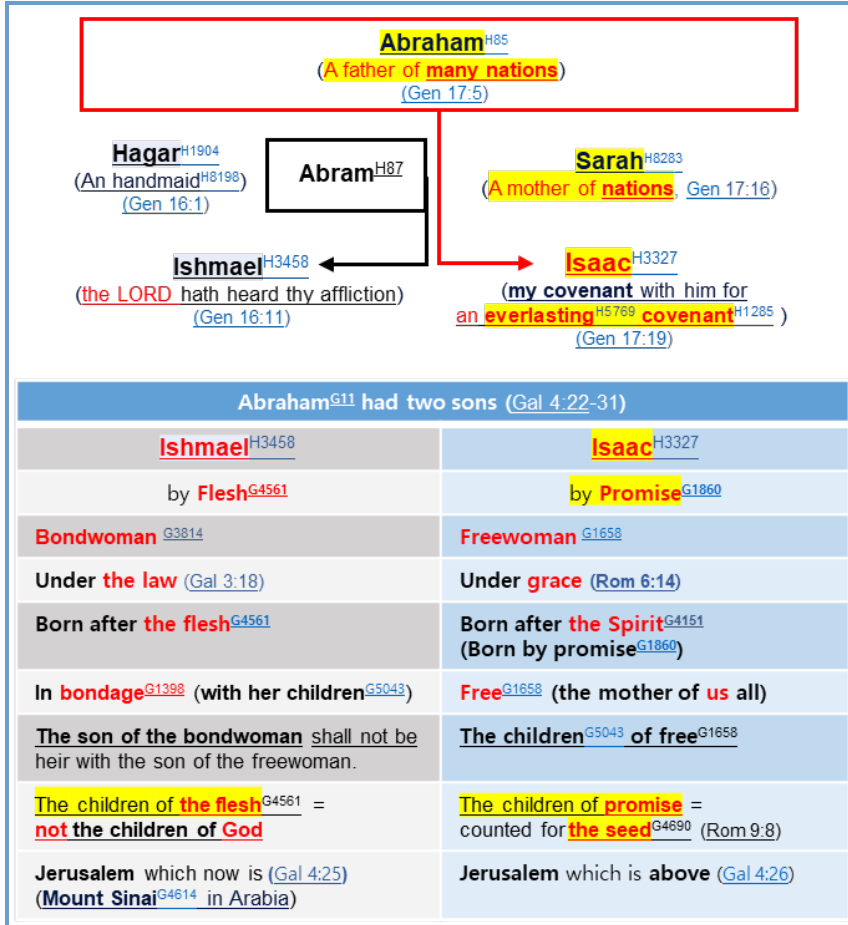 AbrahamH85
(A father of many nations)
(Gen 17:5)
HagarH1904
(An handmaidH8198)
(Gen 16:1)
AbramH87
SarahH8283
(A mother of nations, Gen 17:16)
IshmaelH3458
(the LORD hath heard thy affliction)
(Gen 16:11)
IsaacH3327
(my covenant with him for
an everlastingH5769 covenantH1285 )
(Gen 17:19)
AbrahamG11 had two sons (Gal 4:22-31)
IshmaelH3458
IsaacH3327
by FleshG4561
by PromiseG1860
Bondwoman G3814
Freewoman G1658
Under the law (Gal 3:18)
Under grace (Rom 6:14)
Born after the fleshG4561
Born after the SpiritG4151
(Born by promiseG1860)
In bondageG1398 (with her childrenG5043)
FreeG1658 (the mother of us all)
The son of the bondwoman shall not be
heir with the son of the freewoman.
The childrenG5043 of freeG1658
The children of the fleshG4561 =
not the children of God
The children of promise =
counted for the seedG4690 (Rom 9:8)
Jerusalem which now is (Gal 4:25)
(Mount SinaiG4614 in Arabia)
Jerusalem which is above (Gal 4:26)